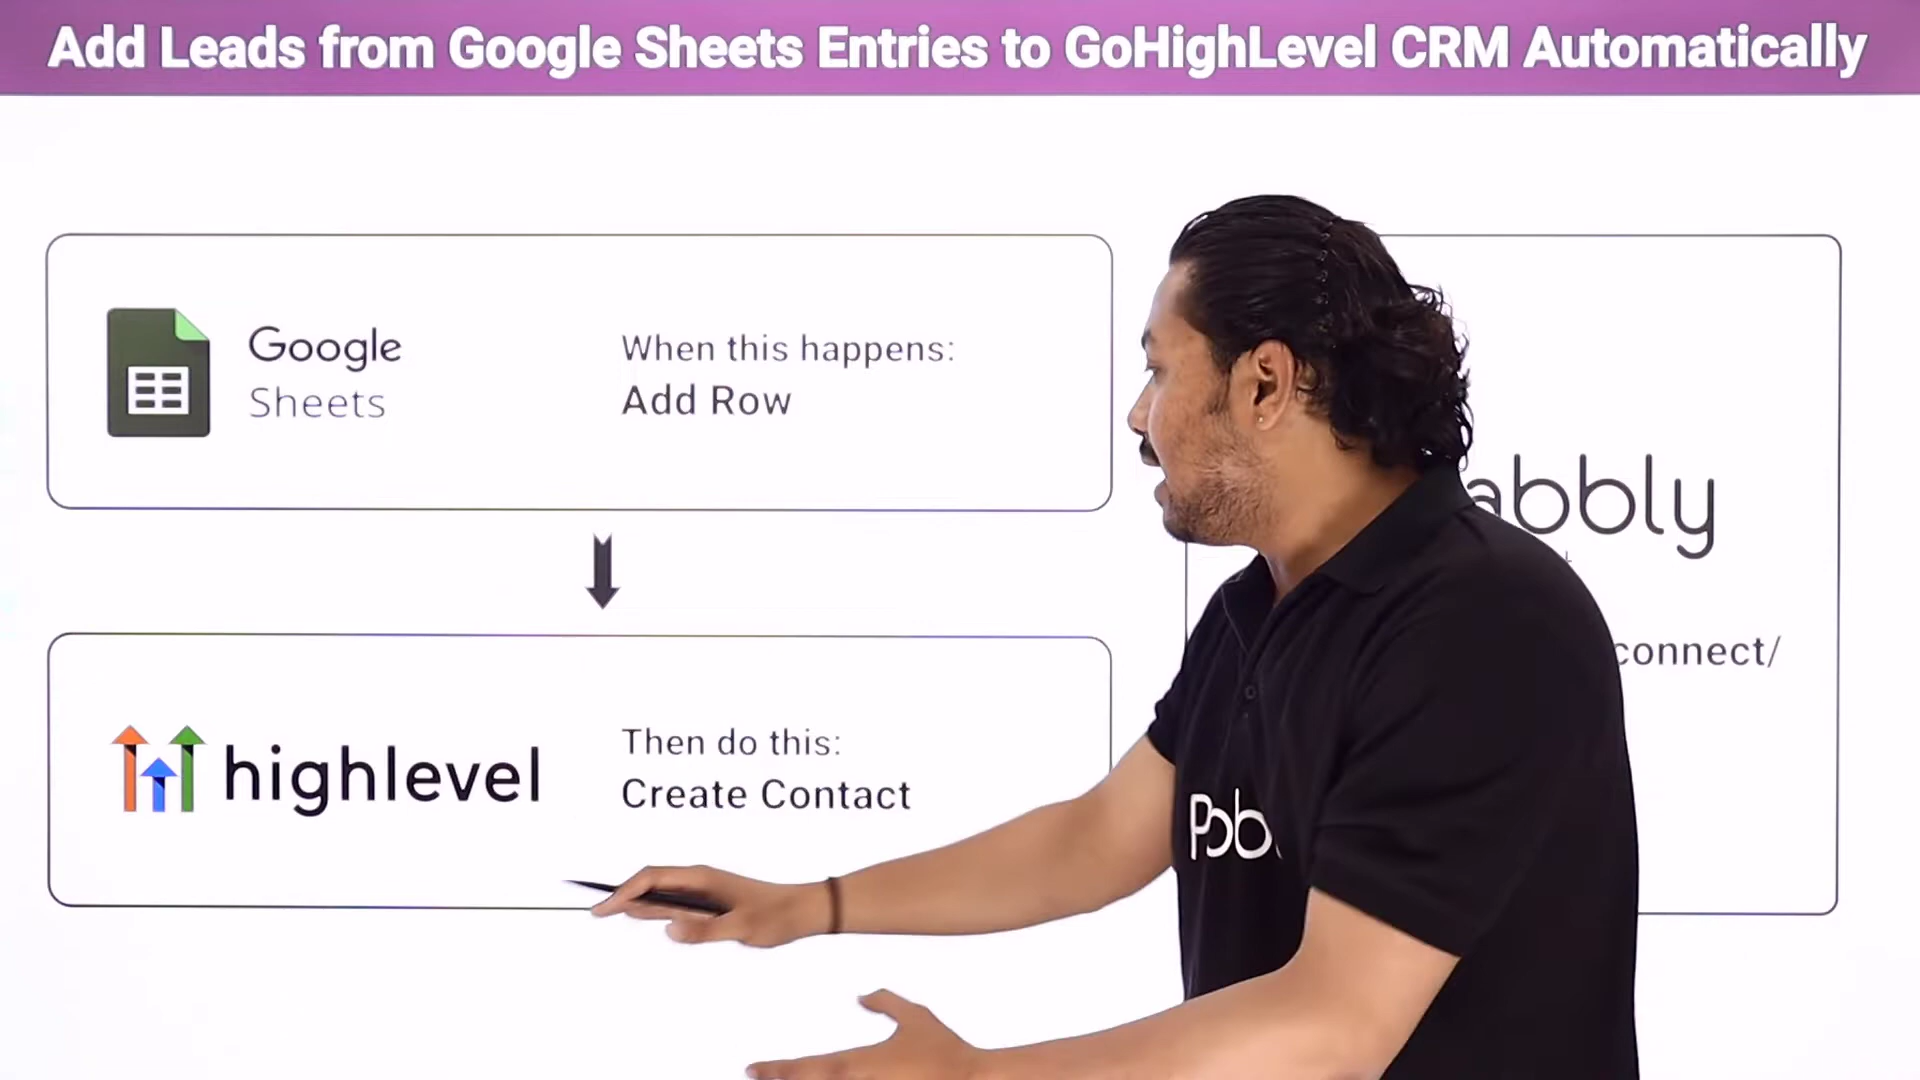 Add Leads from Google Sheets Entries to GoHighLevel CRM Automatically
Google
Sheets
When this happens:
Add Row
highlevel
Then do this:
Create Contact
abbly
connect/
Pabb